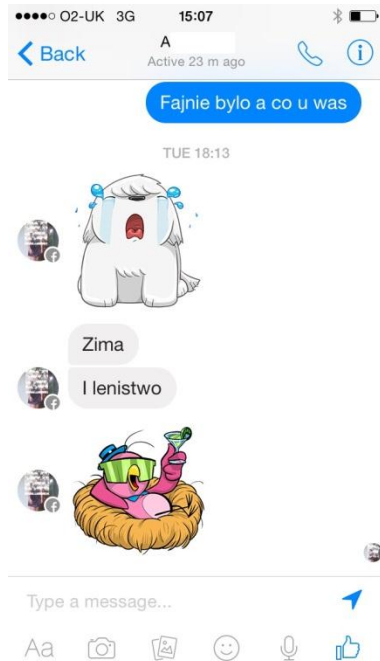 O2-UK 3G 15:07
Back A
Active 23 m ago
Fajnie bylo a co u was
TUE 18:13
Zima
I lenistwo
Type a message...
Aa